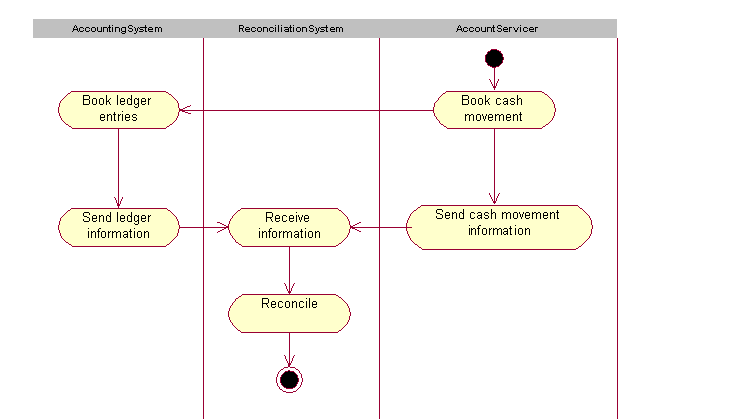 AccountingSystem
ReconciliationSystem
AccountServicer
Book ledger
entries
Book cash
movement
Send ledger
information
Receive
information
Send cash movement
information
Reconcile